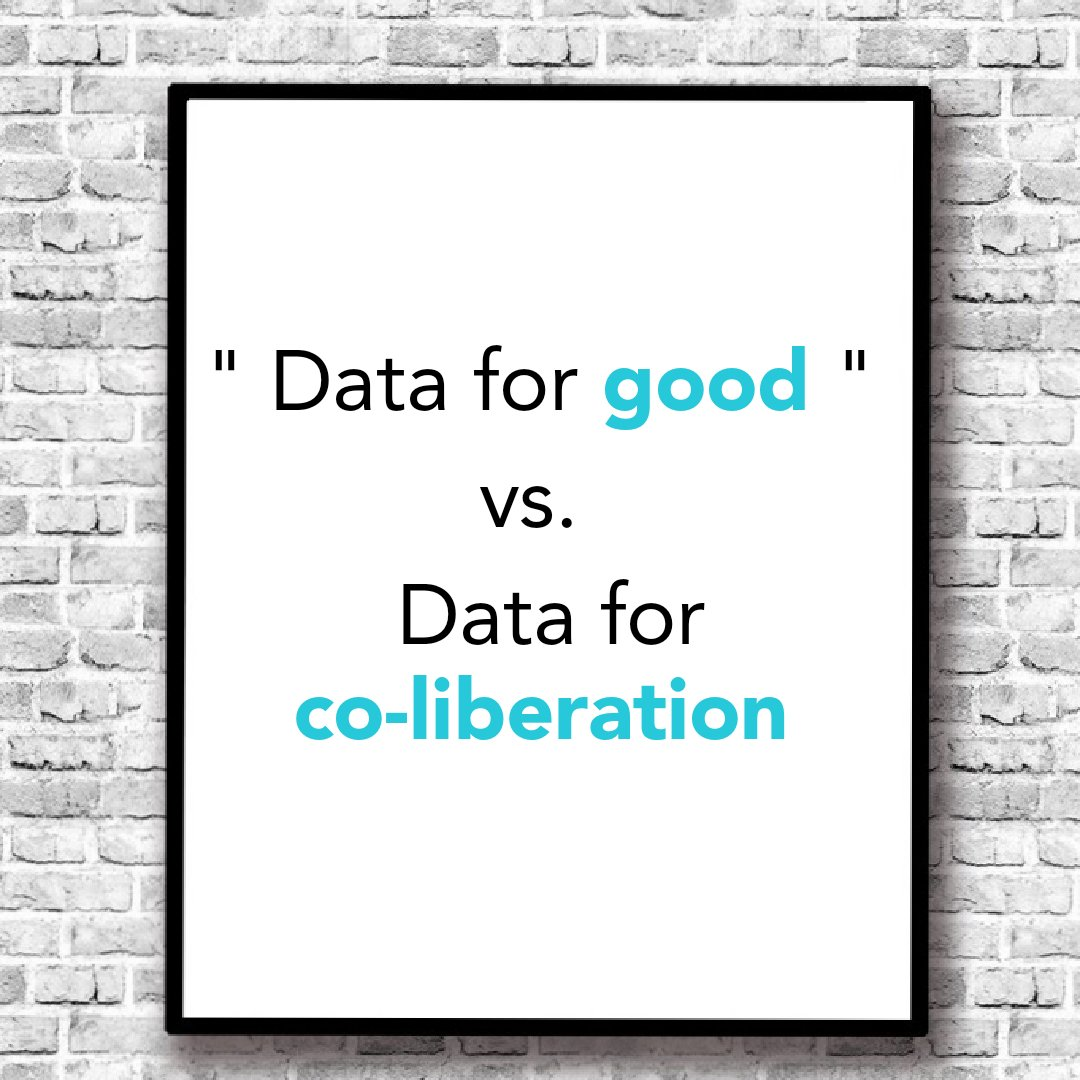 " Data for good "
vs.
Data for
co-liberation